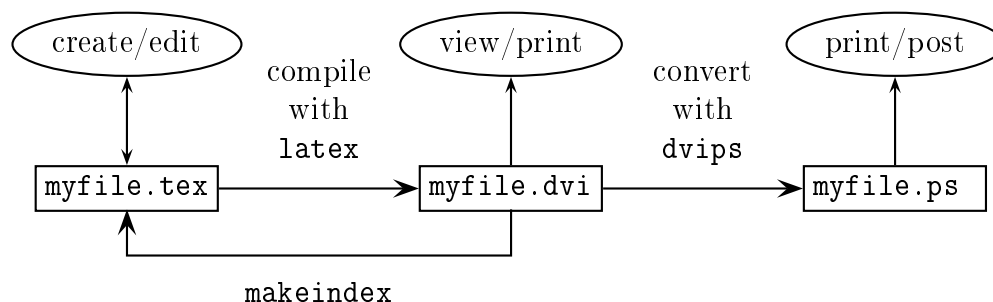 create/edit
view/print
print/post
compile
with
latex
convert
with
dvips
myfile.tex
myfile.dvi
myfile.ps
makeindex